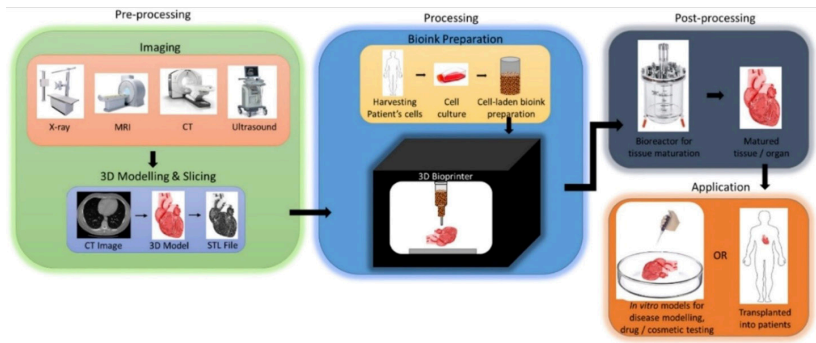 Pre-processing
Imaging
X-ray
MRI
CT
Ultrasound
3D Modelling & Slicing
CT Image
3D Model
STL File
Processing
Bioink Preparation
Harvesting
Patient's cells
Cell
culture
Cell-laden bioink
preparation
3D Bioprinter
Post-processing
Bioreactor for
tissue maturation
Matured
tissue / organ
Application
In vitro models for
disease modelling,
drug / cosmetic testing
OR
Transplanted
into patients